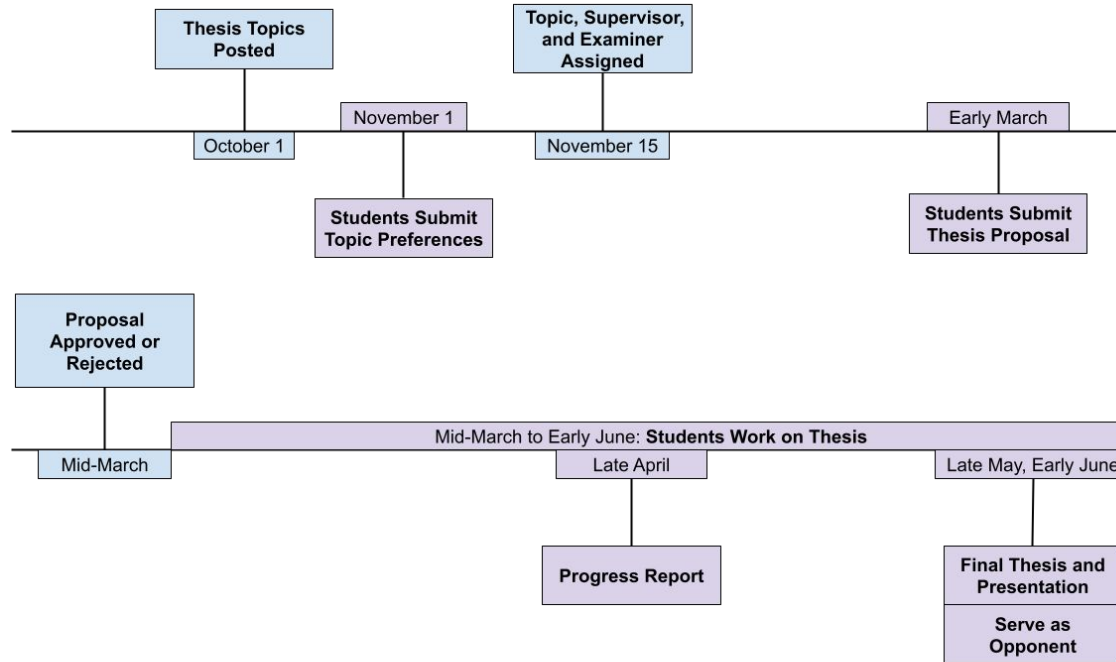 Thesis Topics
Posted
Topic, Supervisor,
and Examiner
Assigned
November 1
Early March
October 1
November 15
Students Submit
Topic Preferences
Students Submit
Thesis Proposal
Proposal
Approved or
Rejected
Mid-March to Early June: Students Work on Thesis
Mid-March
Late April
Late May, Early June
Progress Report
Final Thesis and
Presentation
Serve as
Opponent